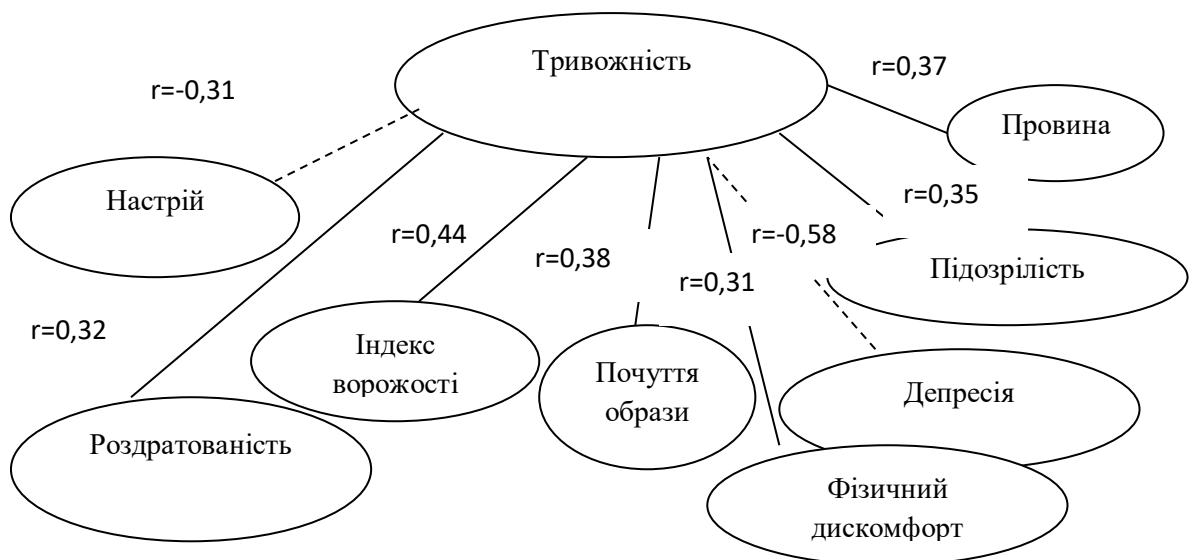 Тривожність
r=0,37
r=-0,31
Провина
Настрій
r=0,35
r=0,44
r=-0,58
r=0,38
Підозрілість
r=0,31
r=0,32
Індекс
ворожості
Почуття
образи
Депресія
Роздратованість
Фізичний
дискомфорт